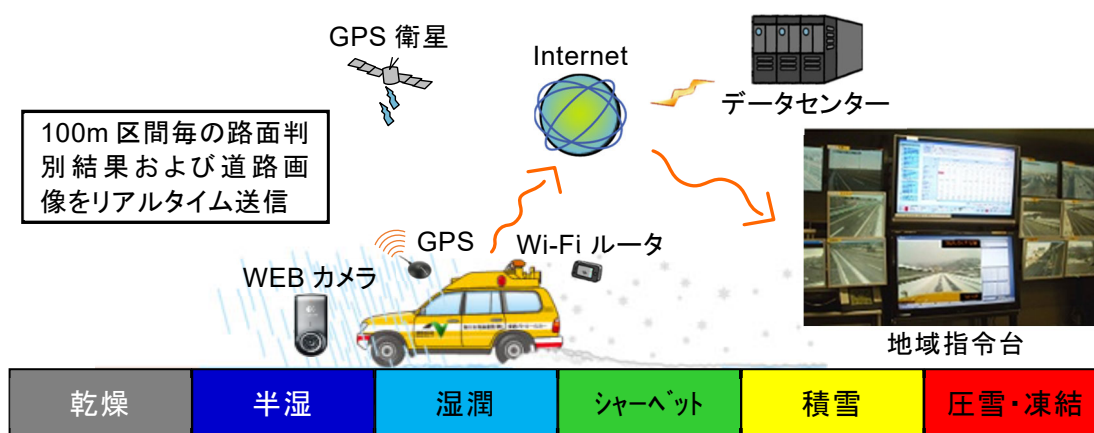 GPS 衛星
Internet
データセンター
100m 区間毎の路面判
別結果および道路画
像をリアルタイム送信
GPS
Wi-Fi ルータ
WEB カメラ
地域指令台
乾燥
半湿
湿潤
シャーベット
積雪
圧雪・凍結